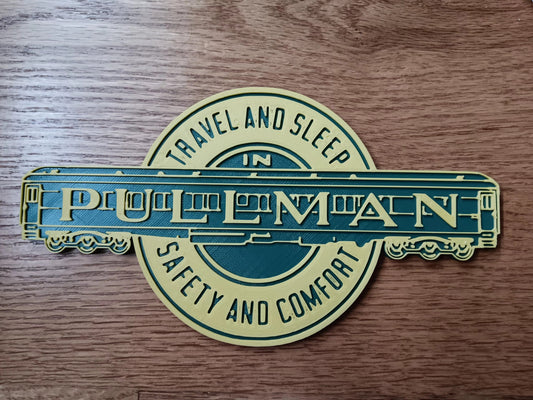 TRAVEL AND SLEEP
IN
PULLMAN
SAFETY AND COMFORT